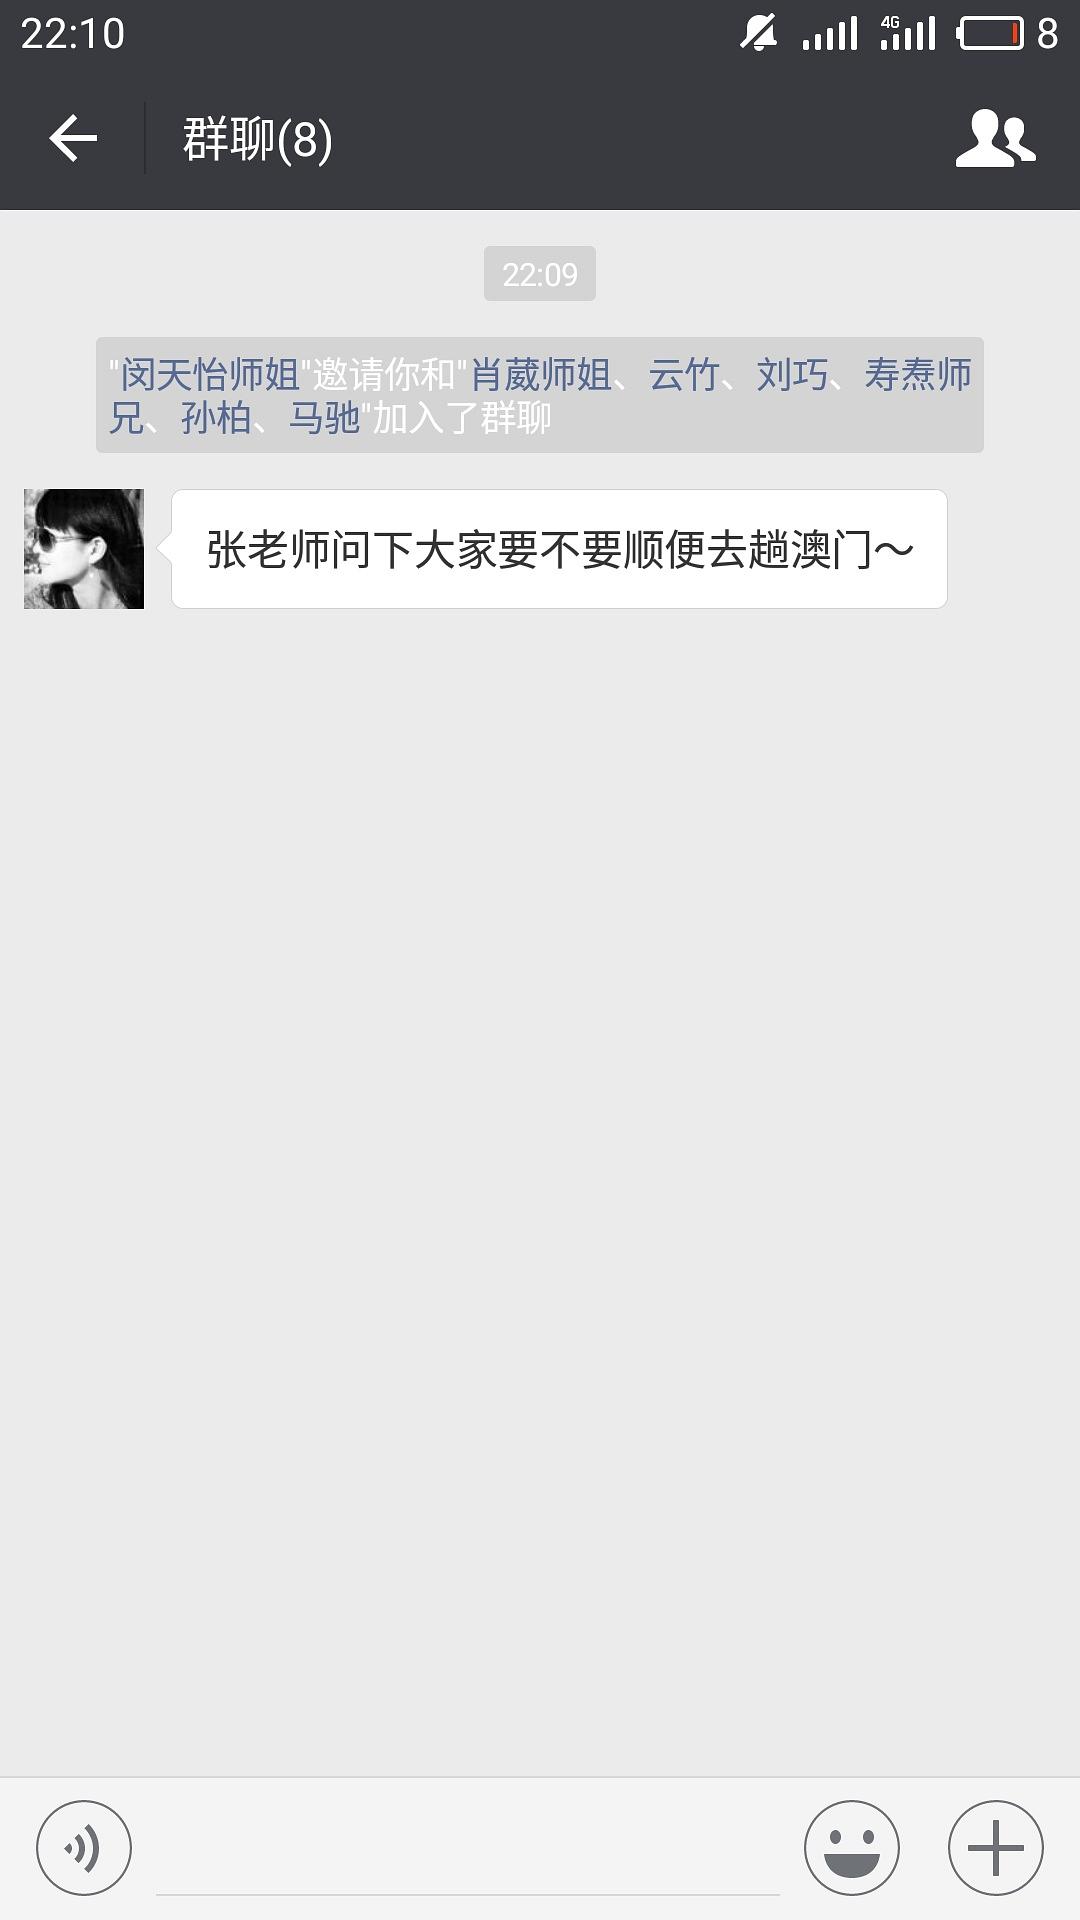 22:10
4G
8
群聊(8)
22:09
"闵天怡师姐"邀请你和"肖葳师姐、云竹、刘巧、寿焘师
兄、孙柏、马驰"加入了群聊
张老师问下大家要不要顺便去趟澳门～